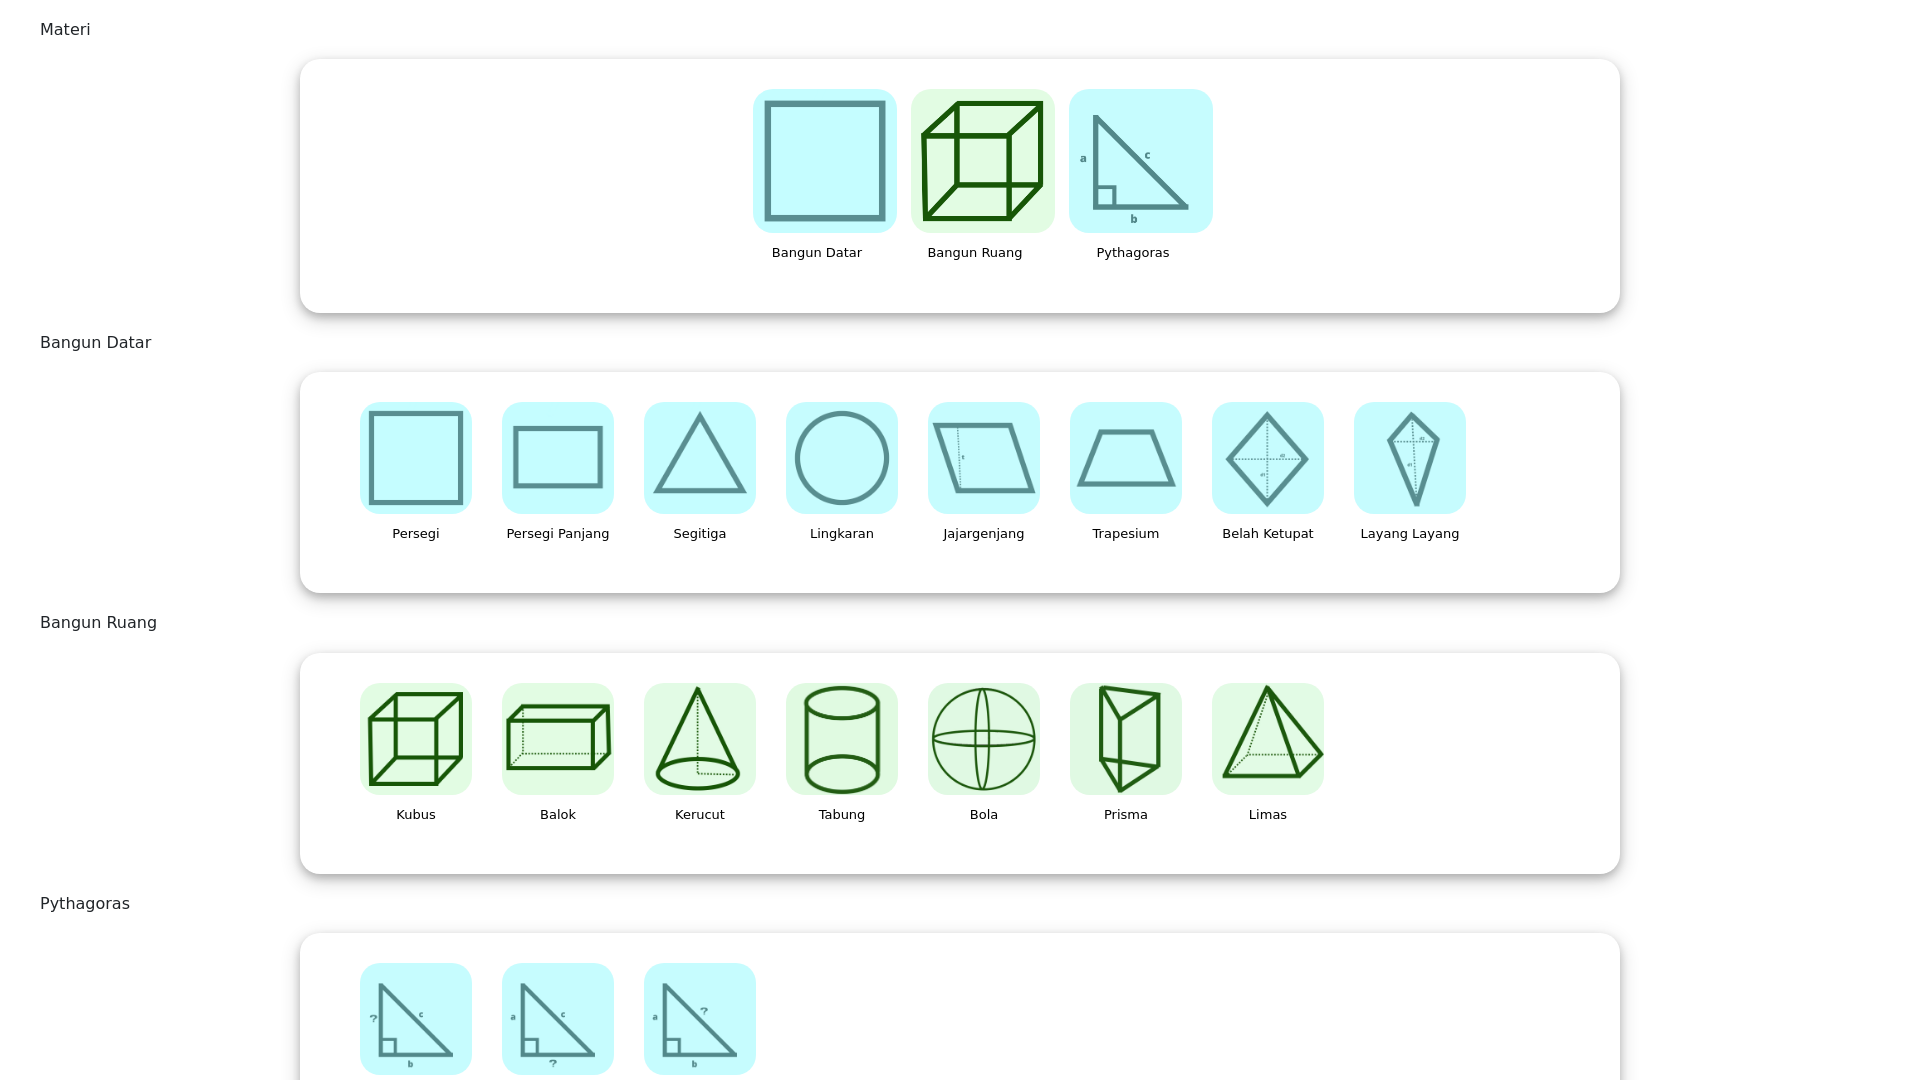 Materi
a
c
b
Bangun Datar
Bangun Ruang
Pythagoras
Bangun Datar
Persegi
Persegi Panjang
Segitiga
Lingkaran
Jajargenjang
Trapesium
Belah Ketupat
Layang Layang
Bangun Ruang
Kubus
Balok
Kerucut
Tabung
Bola
Prisma
Limas
Pythagoras
? c b
a c ?
a ? b